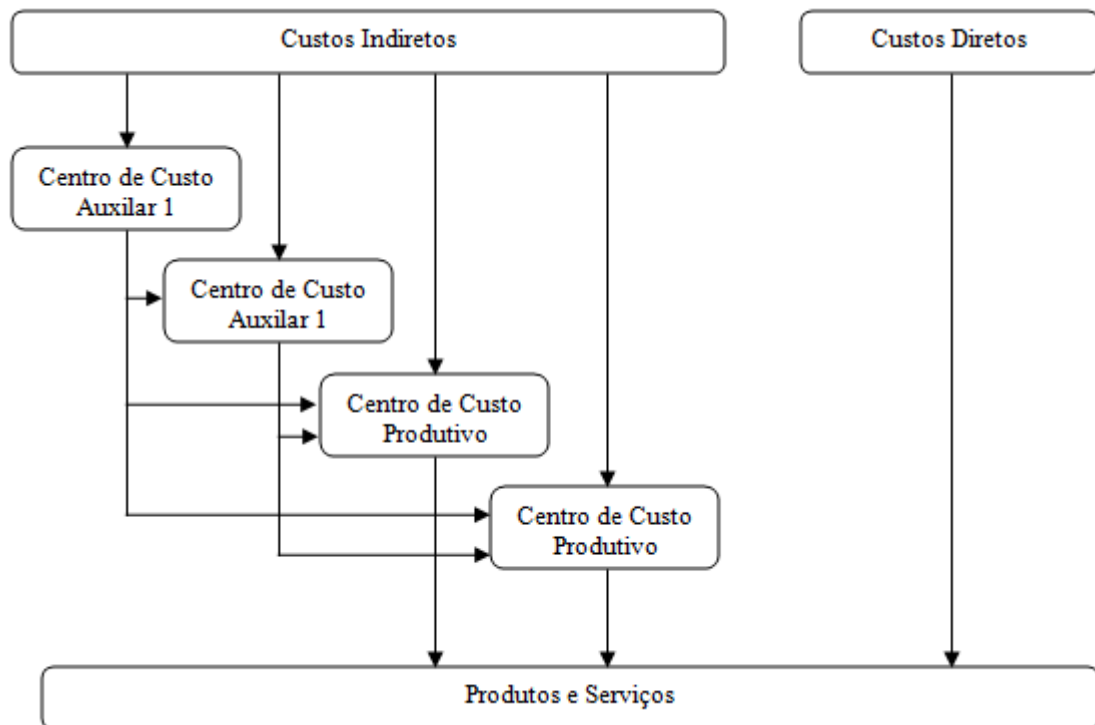 Custos Indiretos
Custos Diretos
Centro de Custo
Auxilar 1
Centro de Custo
Auxilar 1
Centro de Custo
Produtivo
Centro de Custo
Produtivo
Produtos e Serviços